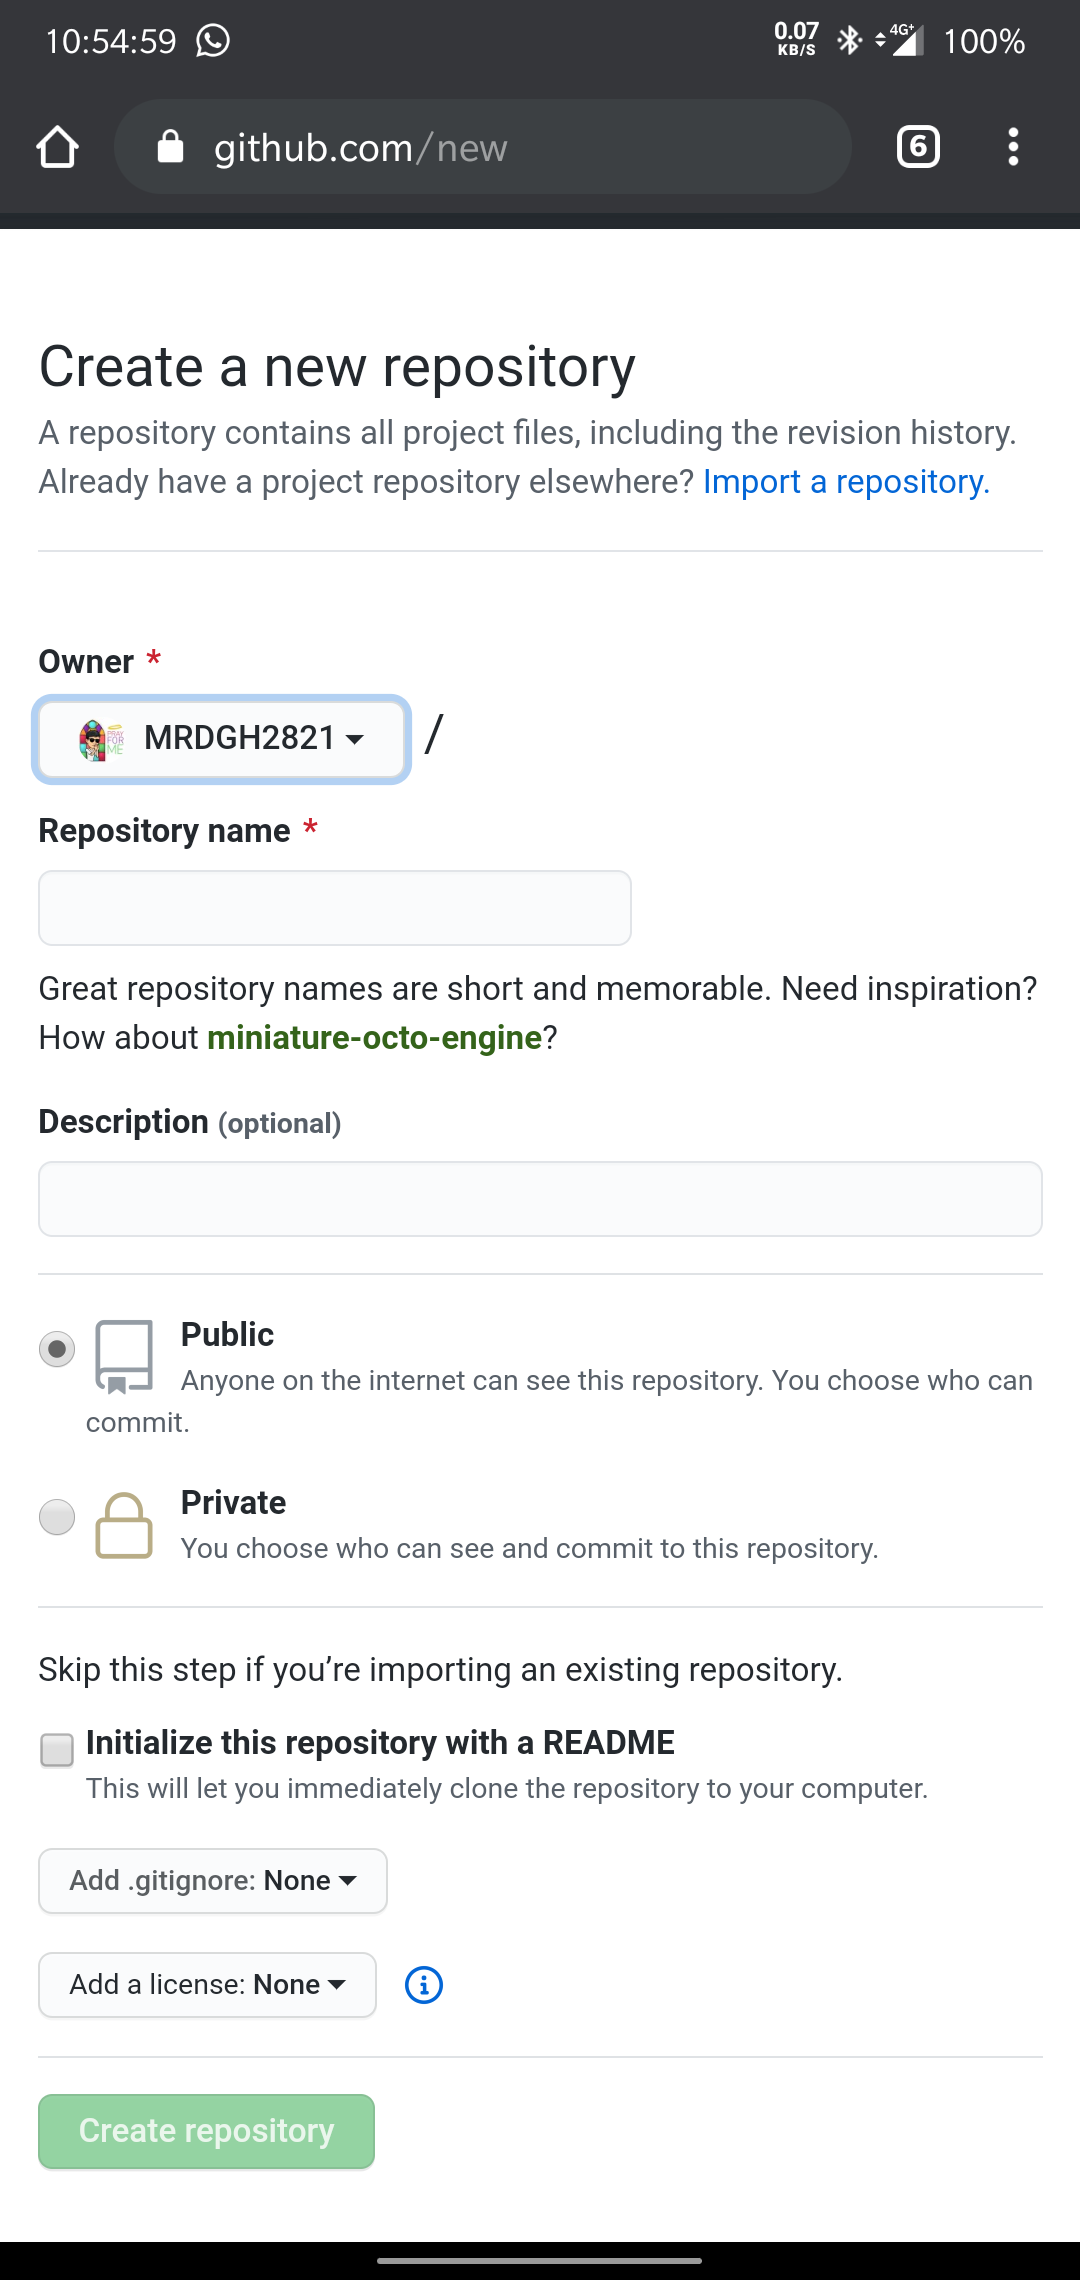 10:54:59
0.07 KB/S 4G+ 100%
github.com/new
6
Create a new repository
A repository contains all project files, including the revision history.
Already have a project repository elsewhere? Import a repository.
Owner *
PRAY FOR ME MRDGH2821 /
Repository name *
Great repository names are short and memorable. Need inspiration?
How about miniature-octo-engine?
Description (optional)
Public
Anyone on the internet can see this repository. You choose who can
commit.
Private
You choose who can see and commit to this repository.
Skip this step if you’re importing an existing repository.
Initialize this repository with a README
This will let you immediately clone the repository to your computer.
Add .gitignore: None
Add a license: None
Create repository